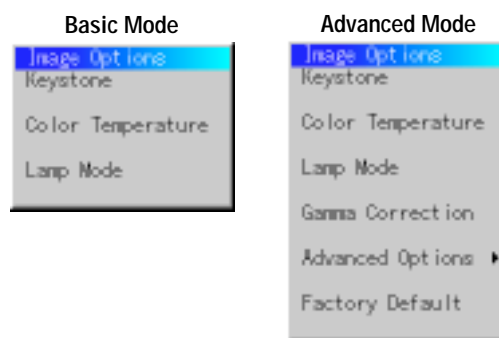 Basic Mode
Image Options
Keystone
Color Temperature
Lamp Mode
Advanced Mode
Image Options
Keystone
Color Temperature
Lamp Mode
Gamma Correction
Advanced Options
Factory Default